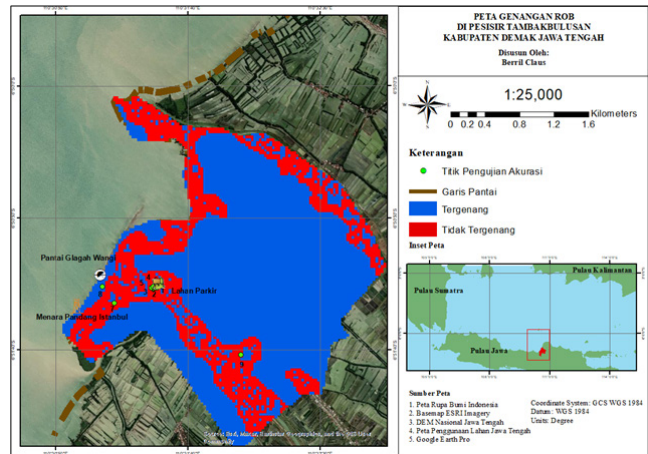 PETA GENANGAN ROB
DI PESISIR TAMBAKBULUSAN
KABUPATEN DEMAK JAWA TENGAH
Disusun Oleh:
Berril Claus
1:25,000
Kilometers
0 0.2 0.4 0.8 1.2 1.6
Keterangan
Titik Pengujian Akurasi
Garis Pantai
Tergenang
Tidak Tergenang
Inset Peta
Pulau Kalimantan
Pulau Sumatra
Pulau Jawa
Sumber Peta
1. Peta Rupa Bumi Indonesia
2. Basemap ESRI Imagery
3. DEM Nasional Jawa Tengah
4. Peta Penggunaan Lahan Jawa Tengah
5. Google Earth Pro
Coordinate System: GCS WGS 1984
Datum: WGS 1984
Units: Degree
Pantai Glagah Wangi
Lahan Parkir
Menara Pandang Istanbul